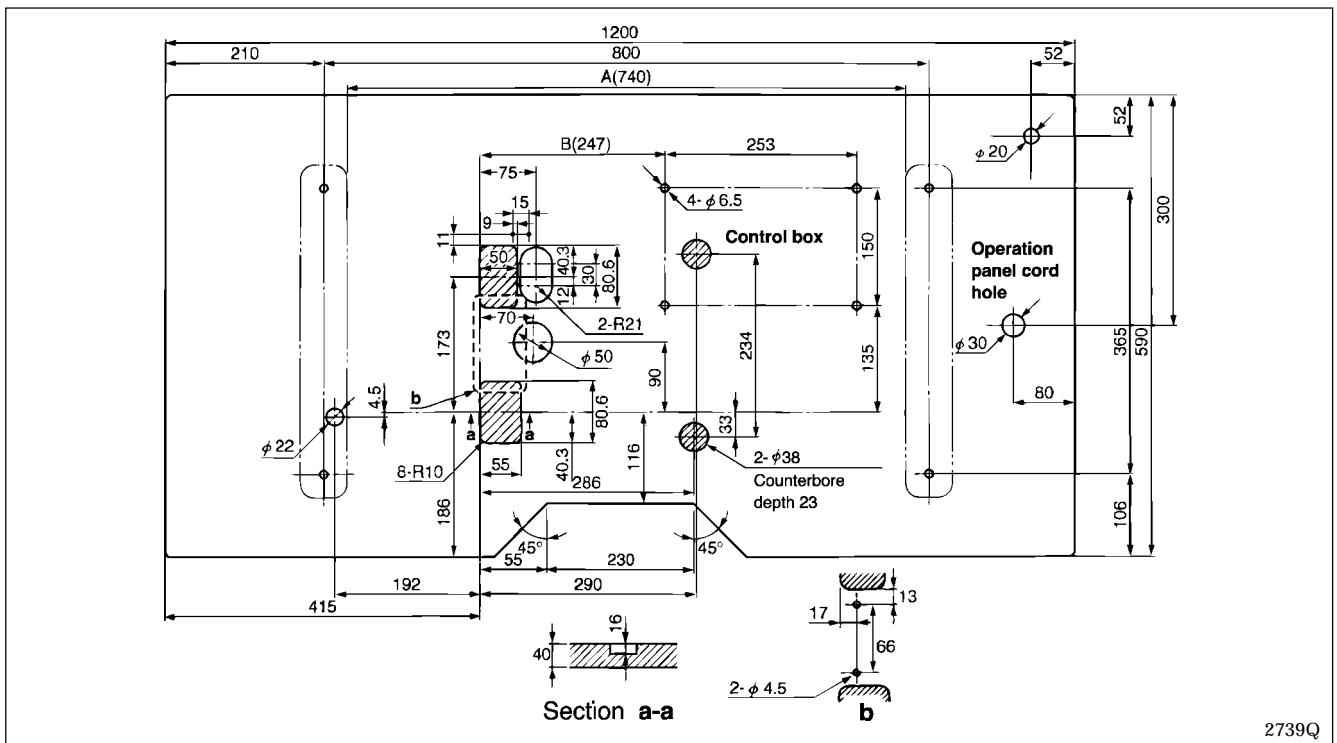 1200
210
800
52
A(740)
52
B(247)
253
φ20
75
15
4-φ6.5
9
11
Control box
150
300
50
40.3
30
80.6
12
Operation
panel cord
hole
70
2-R21
173
φ50
234
φ30
365
590
90
135
4.5
b
80.6
33
80
a
a
φ22
116
2-φ38
8-R10
55
40.3
Counterbore
depth 23
286
186
106
45°
45°
55
230
192
290
415
13
17
16
66
40
2-φ4.5
Section a-a
b
2739Q